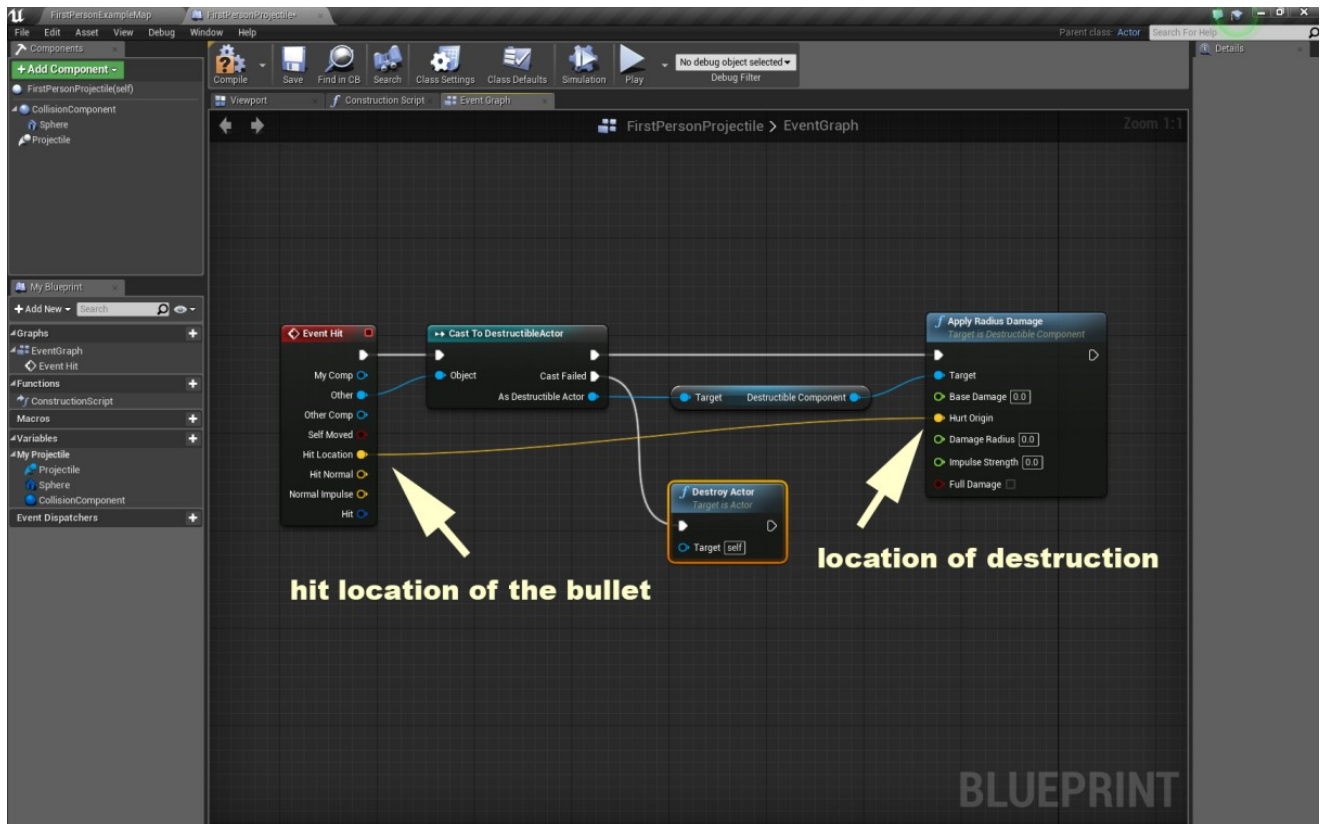 FirstPersonExampleMap
FirstPersonProjectile*
File Edit Asset View Debug Window Help
Parent class: Actor
Search For Help
Components
+Add Component
FirstPersonProjectile(self)
CollisionComponent
Sphere
Projectile
Compile Save Find in CB Search Class Settings Class Defaults Simulation Play
No debug object selected
Debug Filter
Details
Viewport Construction Script Event Graph
FirstPersonProjectile > EventGraph
Zoom 1:1
My Blueprint
+Add New Search
Graphs
EventGraph
Event Hit
Functions
ConstructionScript
Macros
Variables
My Projectile
Projectile
Sphere
CollisionComponent
Event Dispatchers
Event Hit
My Comp
Other
Other Comp
Self Moved
Hit Location
Hit Normal
Normal Impulse
Hit
Cast To DestructibleActor
Object Cast Failed
As Destructible Actor
Target Destructible Component
Apply Radius Damage
Target is Destructible Component
Target
Base Damage 0.0
Hurt Origin
Damage Radius 0.0
Impulse Strength 0.0
Full Damage
Destroy Actor
Target is Actor
Target self
hit location of the bullet
location of destruction
BLUEPRINT